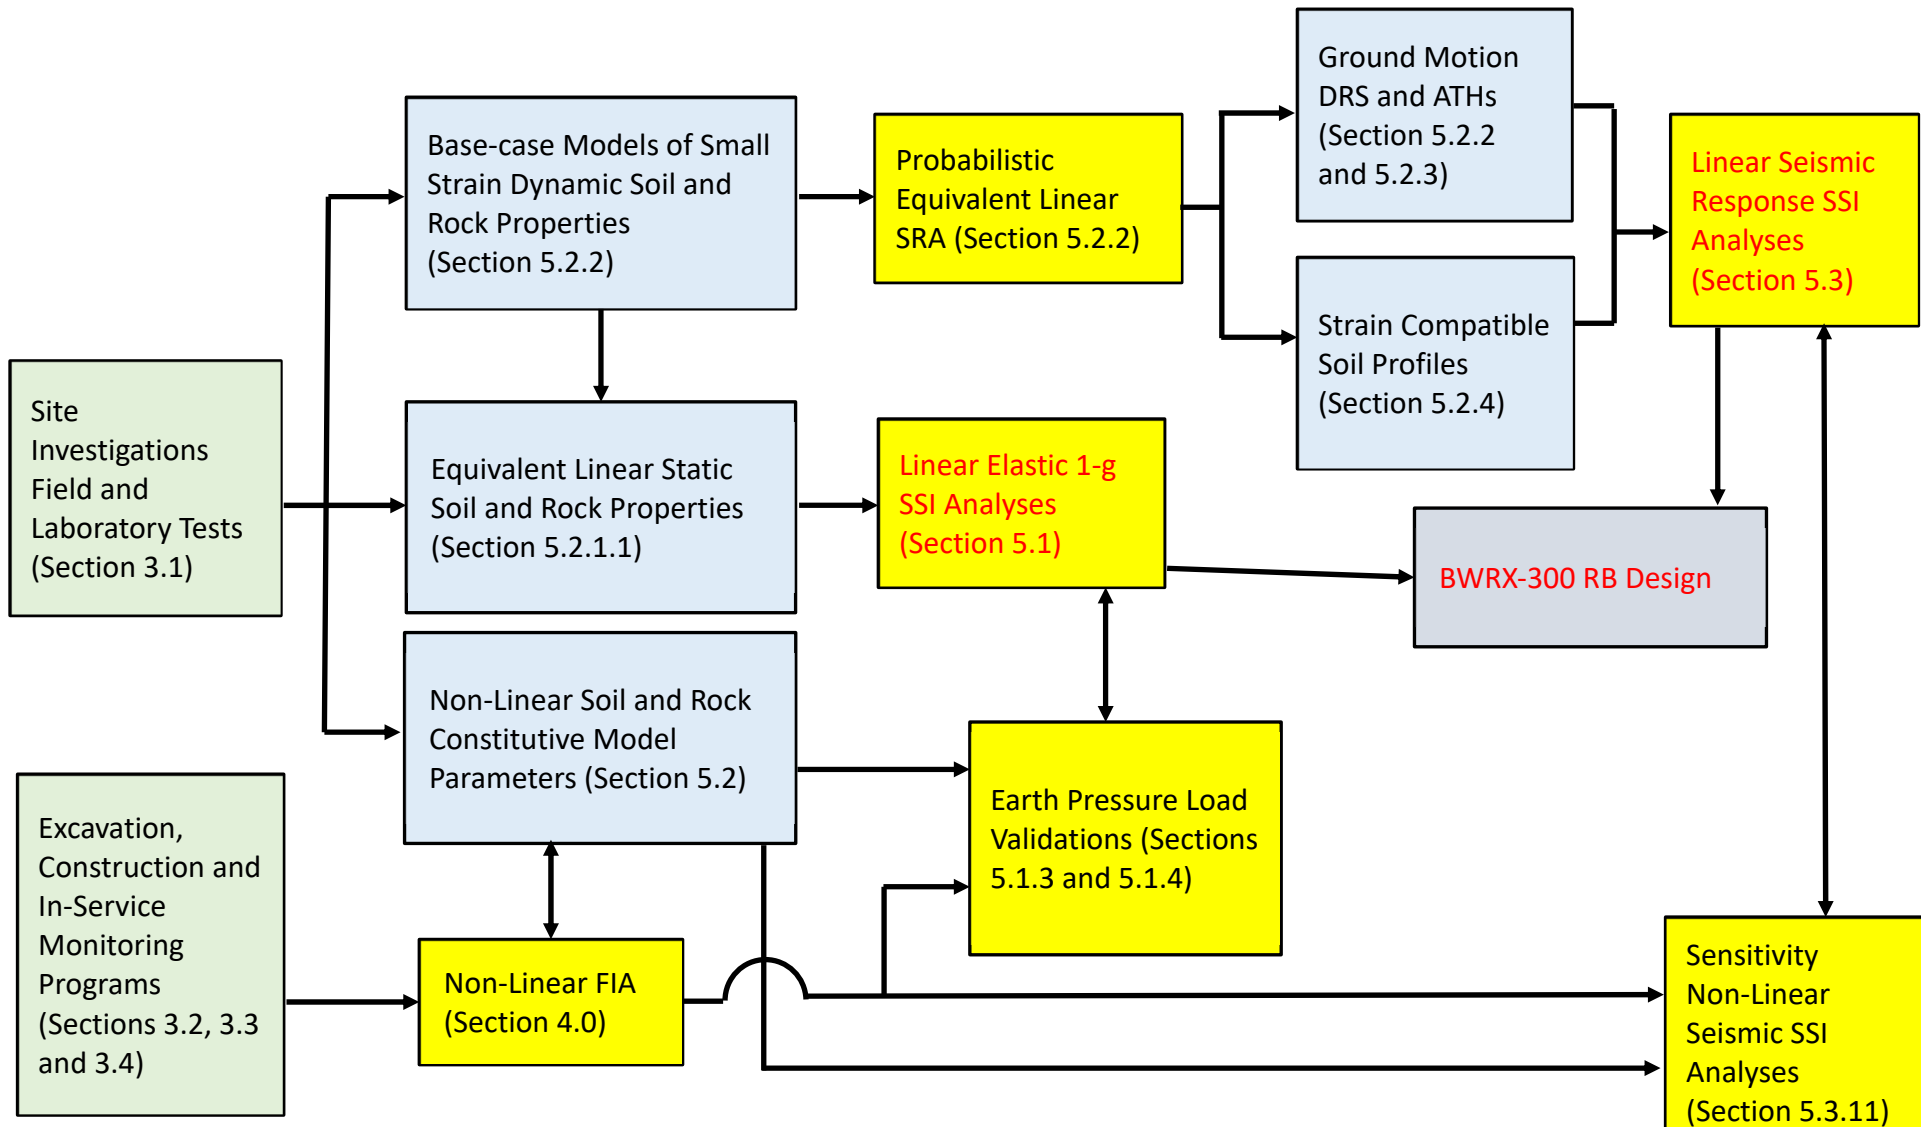 Site
Investigations
Field and
Laboratory Tests
(Section 3.1)
Excavation,
Construction and
In-Service
Monitoring
Programs
(Sections 3.2, 3.3
and 3.4)
Base-case Models of Small
Strain Dynamic Soil and
Rock Properties
(Section 5.2.2)
Equivalent Linear Static
Soil and Rock Properties
(Section 5.2.1.1)
Non-Linear Soil and Rock
Constitutive Model
Parameters (Section 5.2)
Non-Linear FIA
(Section 4.0)
Probabilistic
Equivalent Linear
SRA (Section 5.2.2)
Linear Elastic 1-g
SSI Analyses
(Section 5.1)
Earth Pressure Load
Validations (Sections
5.1.3 and 5.1.4)
Ground Motion
DRS and ATHs
(Section 5.2.2
and 5.2.3)
Strain Compatible
Soil Profiles
(Section 5.2.4)
BWRX-300 RB Design
Linear Seismic
Response SSI
Analyses
(Section 5.3)
Sensitivity
Non-Linear
Seismic SSI
Analyses
(Section 5.3.11)